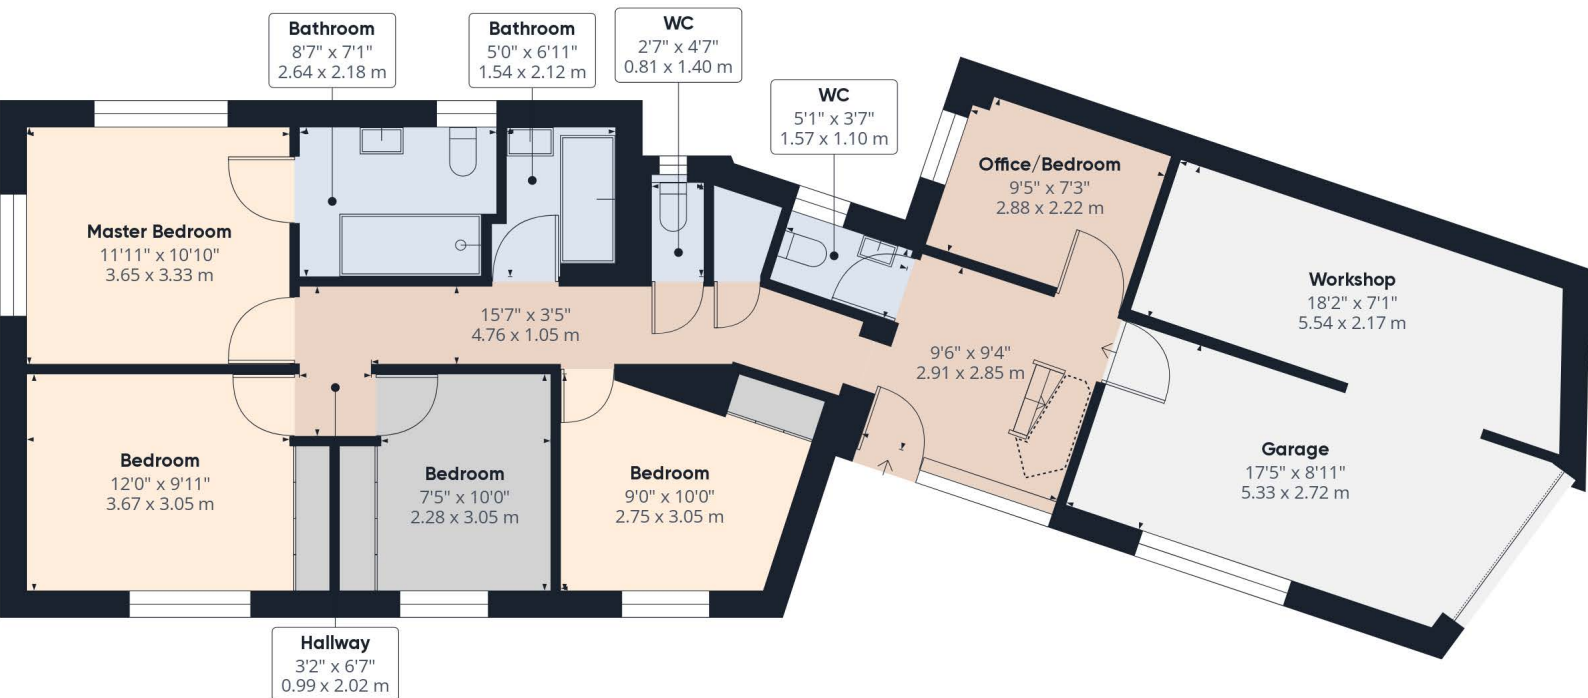 Bathroom
8'7" x 7'1"
2.64 x 2.18 m
Bathroom
5'0" x 6'11"
1.54 x 2.12 m
WC
2'7" x 4'7"
0.81 x 1.40 m
WC
5'1" x 3'7"
1.57 x 1.10 m
Office/Bedroom
9'5" x 7'3"
2.88 x 2.22 m
Master Bedroom
11'11" x 10'10"
3.65 x 3.33 m
Workshop
18'2" x 7'1"
5.54 x 2.17 m
15'7" x 3'5"
4.76 x 1.05 m
9'6" x 9'4"
2.91 x 2.85 m
Bedroom
12'0" x 9'11"
3.67 x 3.05 m
Bedroom
7'5" x 10'0"
2.28 x 3.05 m
Bedroom
9'0" x 10'0"
2.75 x 3.05 m
Garage
17'5" x 8'11"
5.33 x 2.72 m
Hallway
3'2" x 6'7"
0.99 x 2.02 m